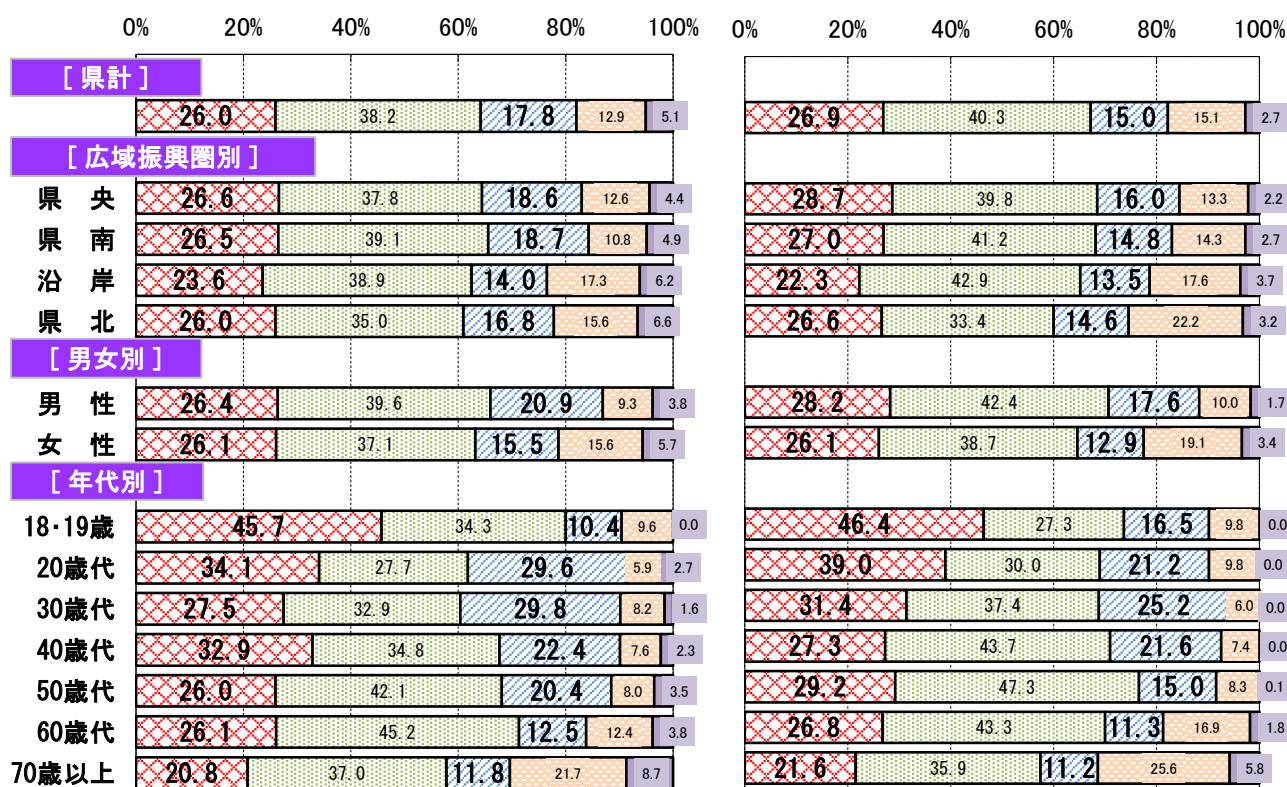 0% 20% 40% 60% 80% 100% 0% 20% 40% 60% 80% 100%
[ 県計 ]
26.0 38.2 17.8 12.9 5.1 26.9 40.3 15.0 15.1 2.7
[ 広域振興圏別 ]
県 央 26.6 37.8 18.6 12.6 4.4 28.7 39.8 16.0 13.3 2.2
県 南 26.5 39.1 18.7 10.8 4.9 27.0 41.2 14.8 14.3 2.7
沿 岸 23.6 38.9 14.0 17.3 6.2 22.3 42.9 13.5 17.6 3.7
県 北 26.0 35.0 16.8 15.6 6.6 26.6 33.4 14.6 22.2 3.2
[ 男女別 ]
男 性 26.4 39.6 20.9 9.3 3.8 28.2 42.4 17.6 10.0 1.7
女 性 26.1 37.1 15.5 15.6 5.7 26.1 38.7 12.9 19.1 3.4
[ 年代別 ]
18・19歳 45.7 34.3 10.4 9.6 0.0 46.4 27.3 16.5 9.8 0.0
20歳代 34.1 27.7 29.6 5.9 2.7 39.0 30.0 21.2 9.8 0.0
30歳代 27.5 32.9 29.8 8.2 1.6 31.4 37.4 25.2 6.0 0.0
40歳代 32.9 34.8 22.4 7.6 2.3 27.3 43.7 21.6 7.4 0.0
50歳代 26.0 42.1 20.4 8.0 3.5 29.2 47.3 15.0 8.3 0.1
60歳代 26.1 45.2 12.5 12.4 3.8 26.8 43.3 11.3 16.9 1.8
70歳以上 20.8 37.0 11.8 21.7 8.7 21.6 35.9 11.2 25.6 5.8